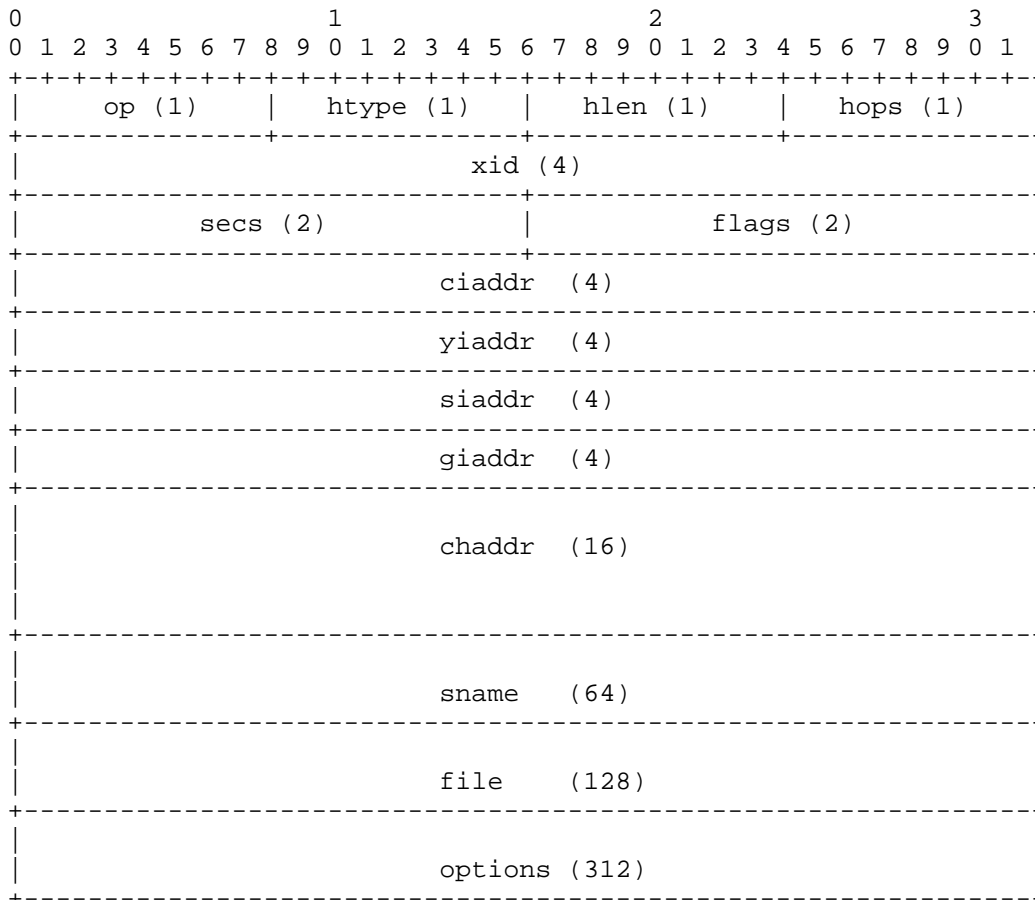 0                   1                   2                   3
0 1 2 3 4 5 6 7 8 9 0 1 2 3 4 5 6 7 8 9 0 1 2 3 4 5 6 7 8 9 0 1
+-+-+-+-+-+-+-+-+-+-+-+-+-+-+-+-+-+-+-+-+-+-+-+-+-+-+-+-+-+-+-+-
|     op (1)    |   htype (1)   |   hlen (1)    |   hops (1)
+---------------+---------------+---------------+----------------
|                            xid (4)
+-------------------------------+--------------------------------
|           secs (2)            |           flags (2)
+-------------------------------+--------------------------------
|                          ciaddr  (4)
+----------------------------------------------------------------
|                          yiaddr  (4)
+----------------------------------------------------------------
|                          siaddr  (4)
+----------------------------------------------------------------
|                          giaddr  (4)
+----------------------------------------------------------------
|
|                          chaddr  (16)
|
|
+----------------------------------------------------------------
|
|                          sname   (64)
+----------------------------------------------------------------
|
|                          file    (128)
+----------------------------------------------------------------
|
|                          options (312)
+----------------------------------------------------------------